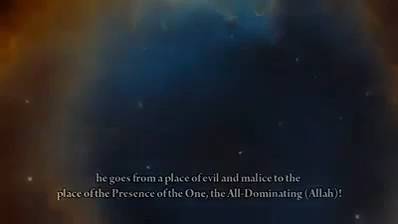 he goes from a place of evil and malice to the
place of the Presence of the One, the All-Dominating (Allah)!